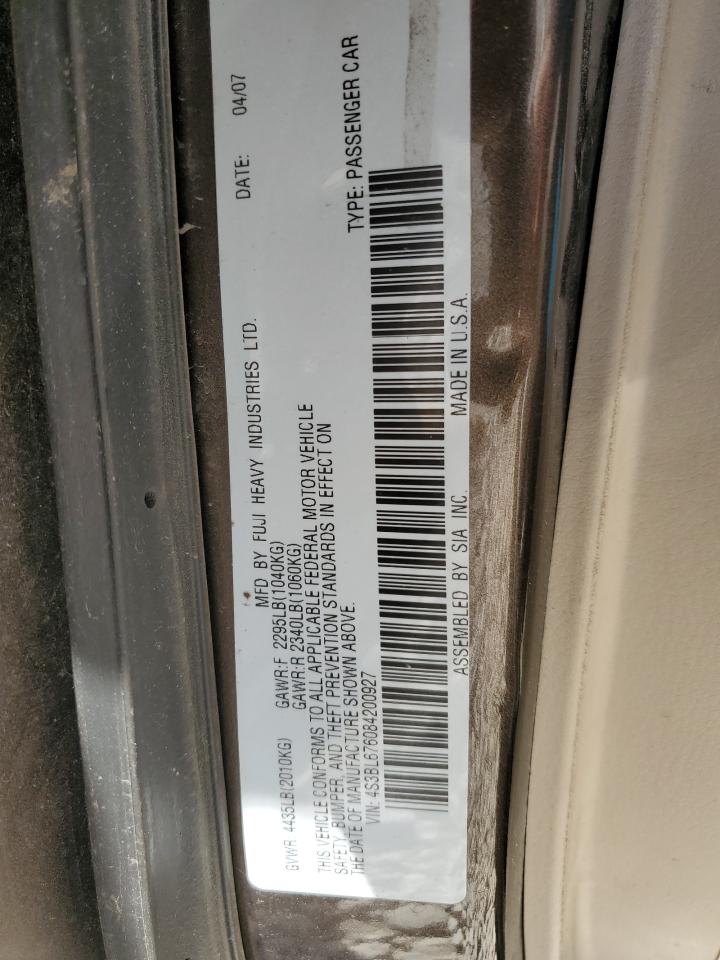 MFD BY FUJI HEAVY INDUSTRIES LTD. DATE: 04/07
GVWR 4435LB(2010KG) GAWR:F 2295LB(1040KG)
GAWR:R 2340LB(1060KG)
THIS VEHICLE CONFORMS TO ALL APPLICABLE FEDERAL MOTOR VEHICLE
SAFETY, BUMPER, AND THEFT PREVENTION STANDARDS IN EFFECT ON
THE DATE OF MANUFACTURE SHOWN ABOVE.
VIN: 4S3BL676084200927 TYPE: PASSENGER CAR
ASSEMBLED BY SIA INC. MADE IN U.S.A.